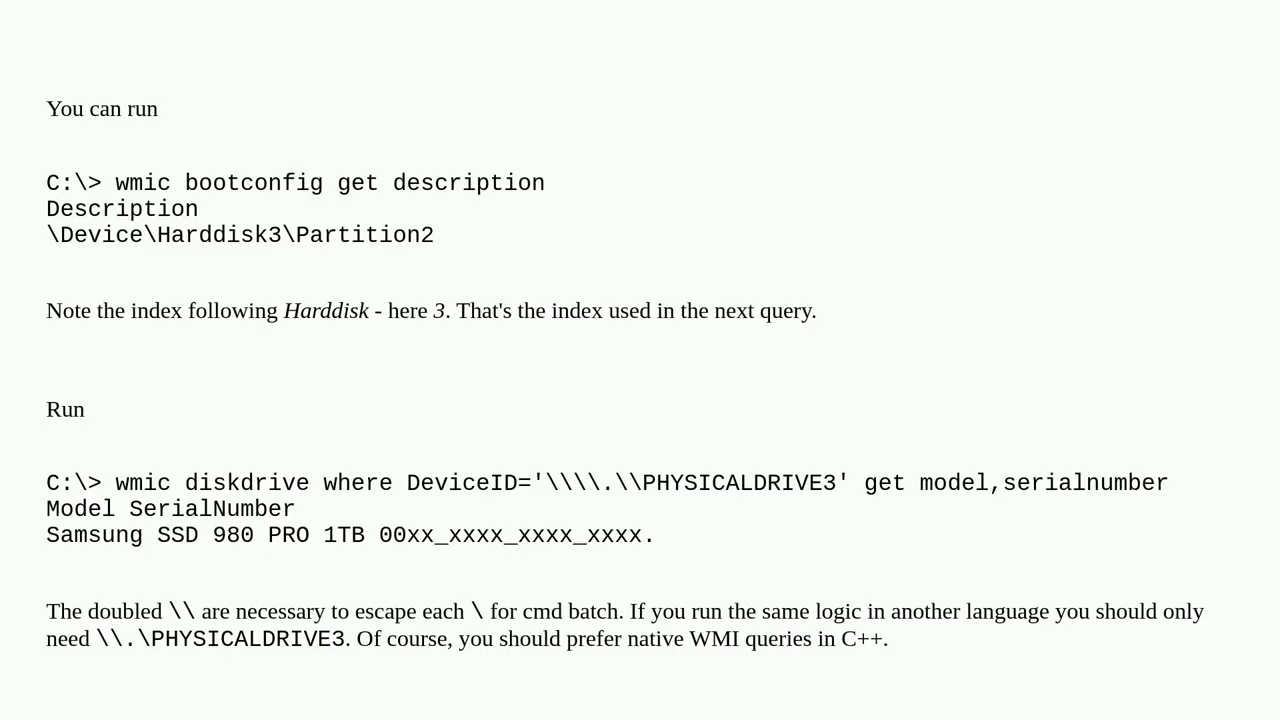 You can run
C:\> wmic bootconfig get description
Description
\Device\Harddisk3\Partition2
Note the index following Harddisk - here 3. That's the index used in the next query.
Run
C:\> wmic diskdrive where DeviceID='\\\\.\\PHYSICALDRIVE3' get model,serialnumber
Model SerialNumber
Samsung SSD 980 PRO 1TB 00xx_xxxx_xxxx_xxxx.
The doubled \\ are necessary to escape each \ for cmd batch. If you run the same logic in another language you should only
need \\.\PHYSICALDRIVE3. Of course, you should prefer native WMI queries in C++.